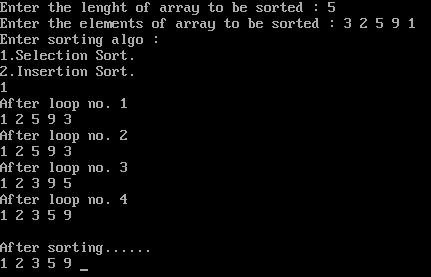 Enter the lenght of array to be sorted : 5
Enter the elements of array to be sorted : 3 2 5 9 1
Enter sorting algo :
1.Selection Sort.
2.Insertion Sort.
1
After loop no. 1
1 2 5 9 3
After loop no. 2
1 2 5 9 3
After loop no. 3
1 2 3 9 5
After loop no. 4
1 2 3 5 9
After sorting......
1 2 3 5 9 _